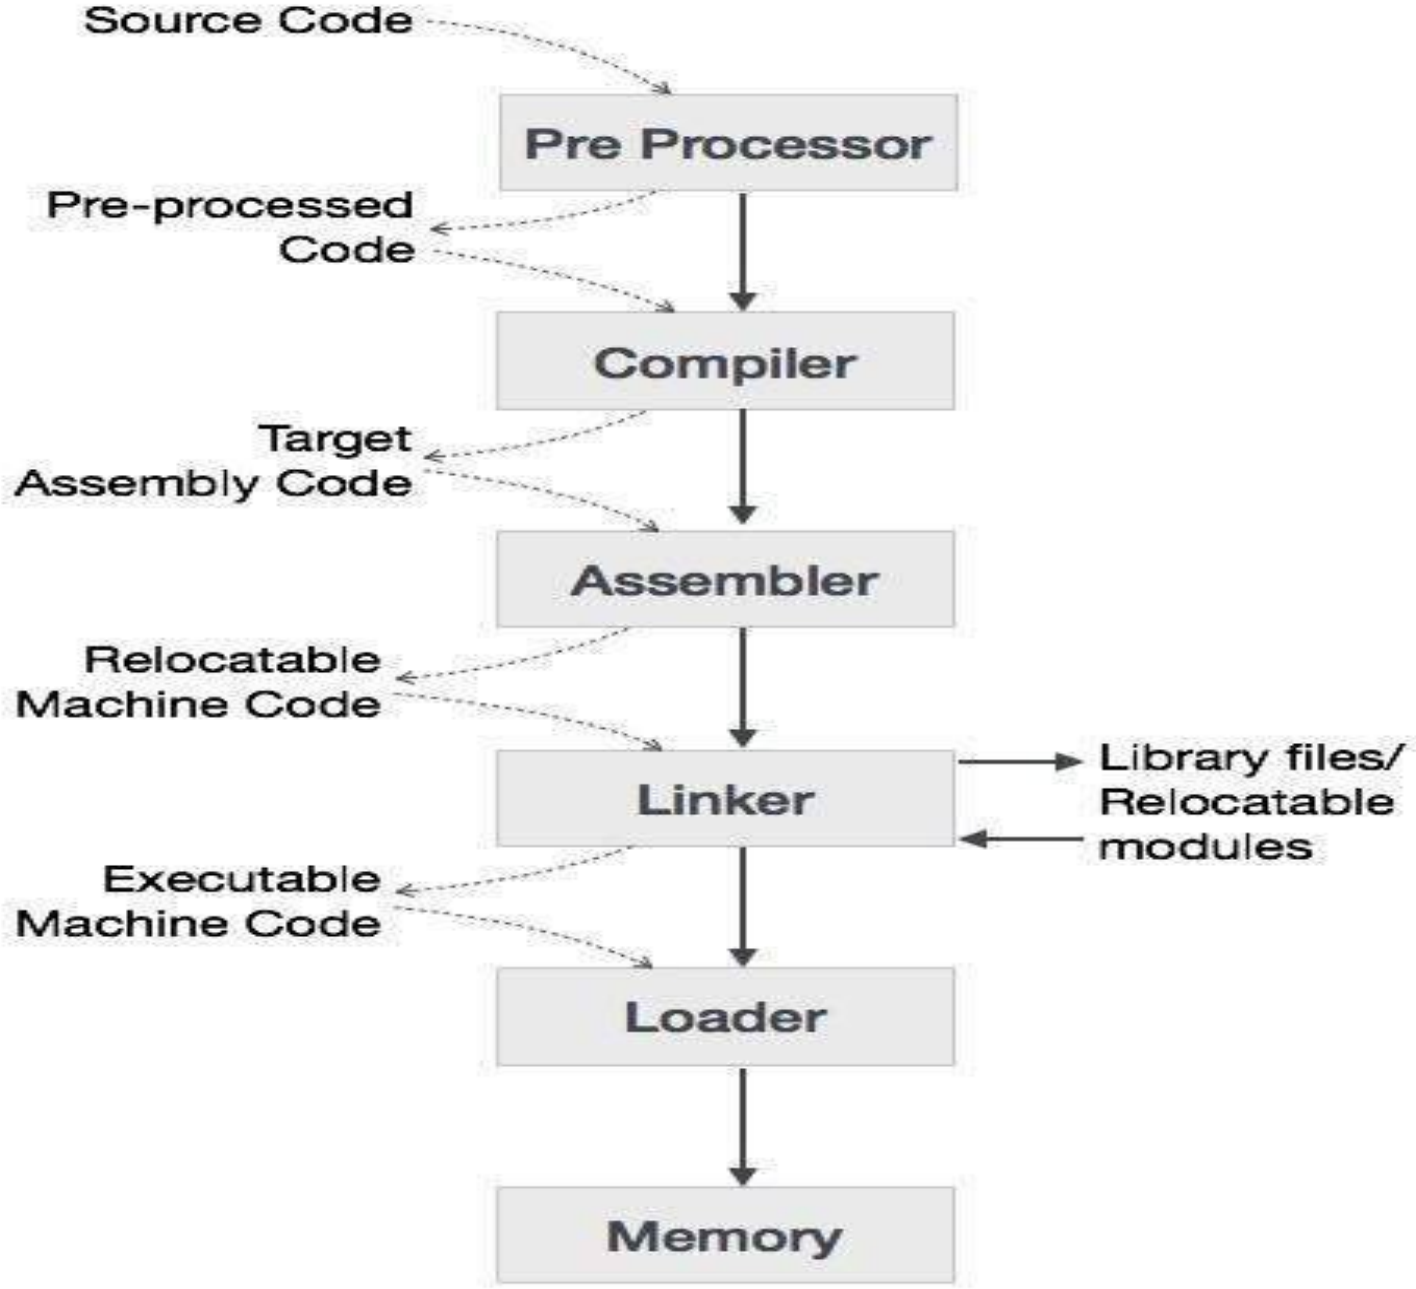 Source Code
Pre Processor
Pre-processed
Code
Compiler
Target
Assembly Code
Assembler
Relocatable
Machine Code
Linker
Library files/
Relocatable
modules
Executable
Machine Code
Loader
Memory